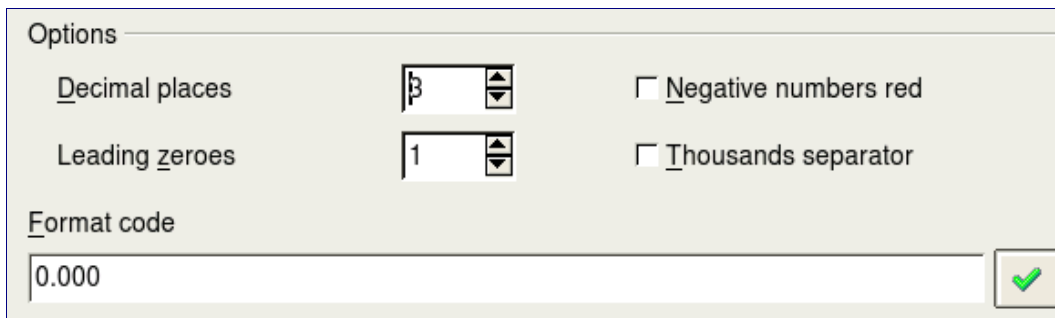 Options
Decimal places 3 Negative numbers red
Leading zeroes 1 Thousands separator
Format code
0.000